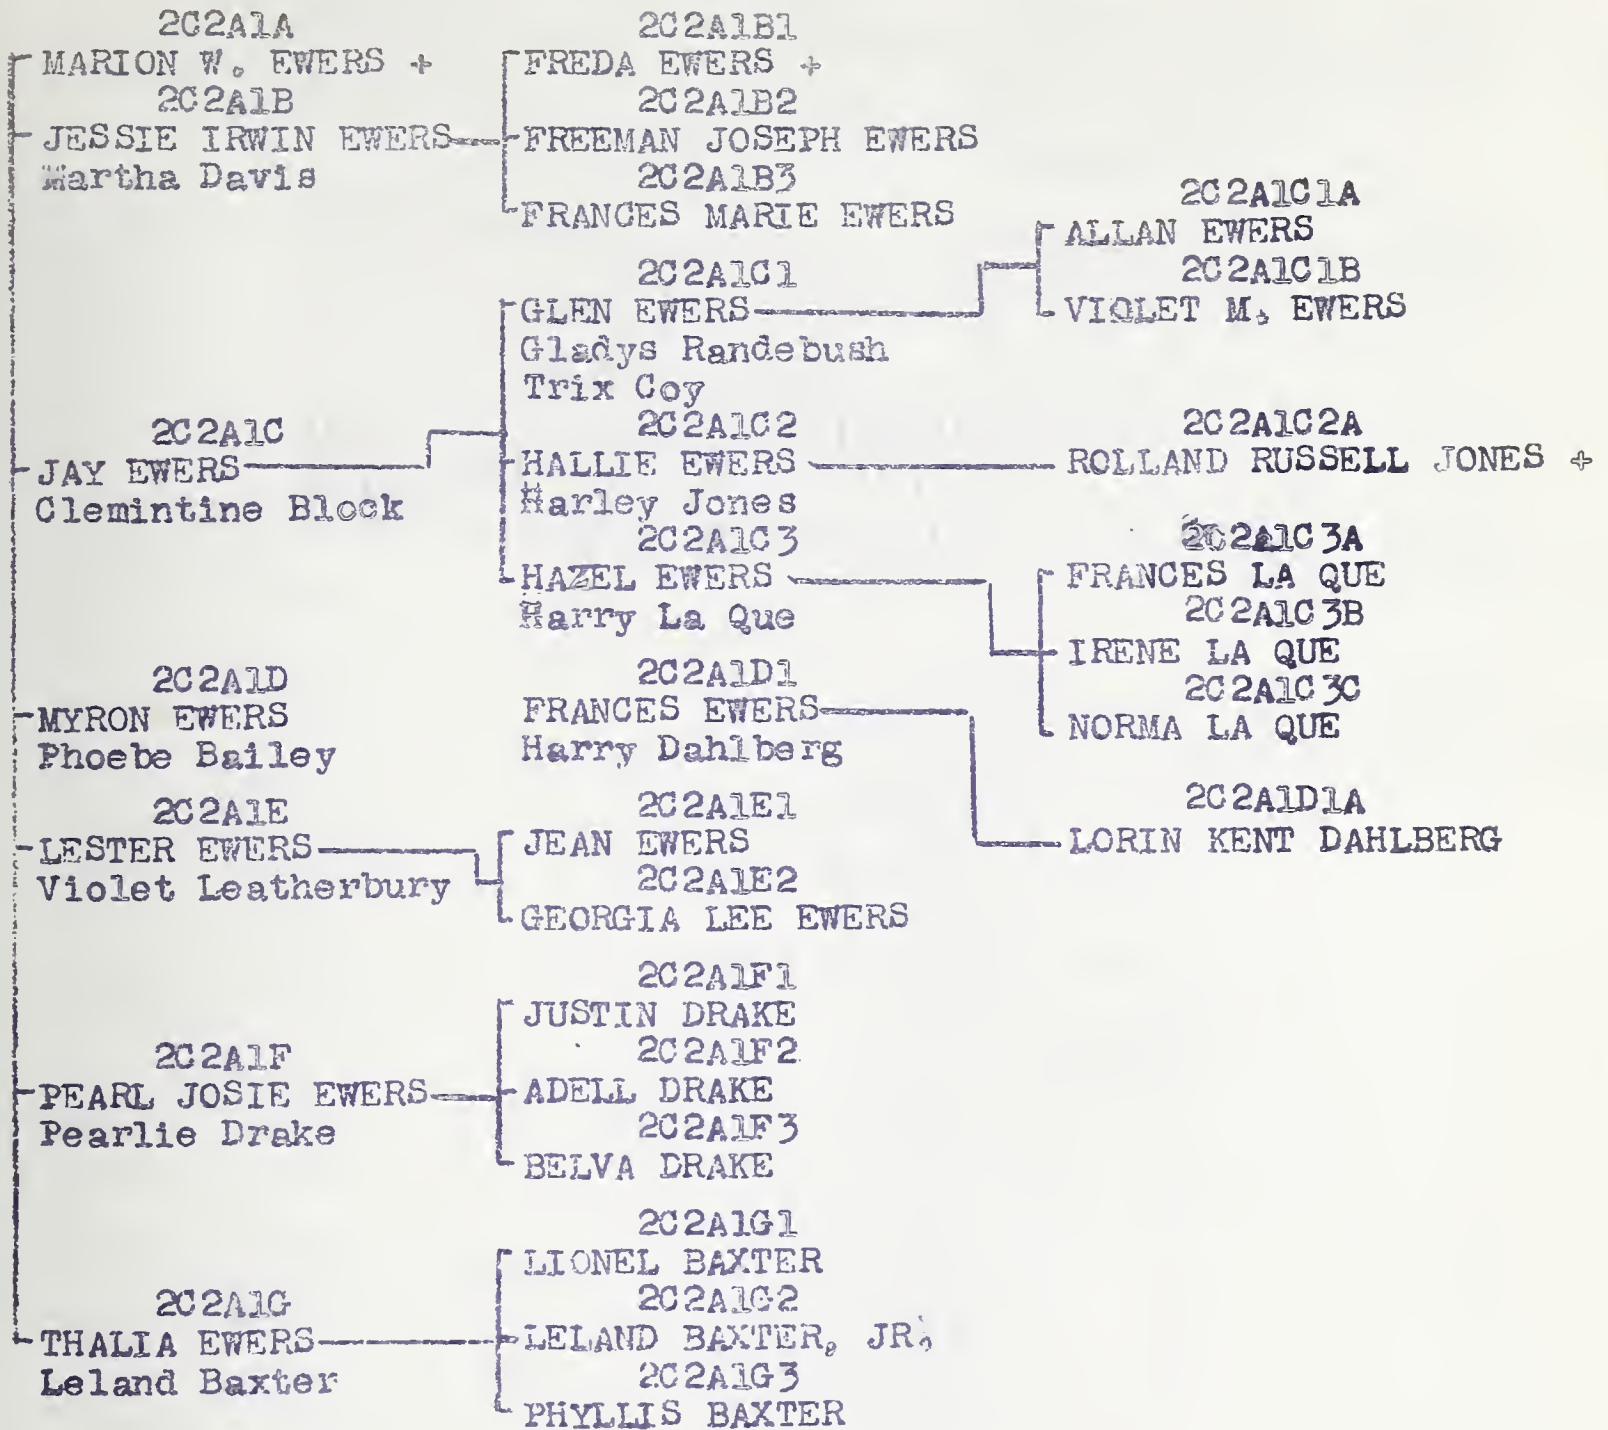 2C2A1A
MARION W. EWERS +
2C2A1B
JESSIE IRWIN EWERS
Martha Davis
2C2A1C
JAY EWERS
Clemintine Block
2C2A1D
MYRON EWERS
Phoebe Bailey
2C2A1E
LESTER EWERS
Violet Leatherbury
2C2A1F
PEARL JOSIE EWERS
Pearlie Drake
2C2A1G
THALIA EWERS
Leland Baxter
2C2A1B1
FREDA EWERS +
2C2A1B2
FREEMAN JOSEPH EWERS
2C2A1B3
FRANCES MARIE EWERS
2C2A1C1
GLEN EWERS
Gladys Randebush
Trix Coy
2C2A1C2
HALLIE EWERS
Harley Jones
2C2A1C3
HAZEL EWERS
Harry La Que
2C2A1D1
FRANCES EWERS
Harry Dahlberg
2C2A1E1
JEAN EWERS
2C2A1E2
GEORGIA LEE EWERS
2C2A1F1
JUSTIN DRAKE
2C2A1F2
ADELL DRAKE
2C2A1F3
BELVA DRAKE
2C2A1G1
LIONEL BAXTER
2C2A1G2
LELAND BAXTER, JR.
2C2A1G3
PHYLLIS BAXTER
2C2A1C1A
ALLAN EWERS
2C2A1C1B
VIOLET M. EWERS
2C2A1C2A
ROLLAND RUSSELL JONES +
2C2A1C3A
FRANCES LA QUE
2C2A1C3B
IRENE LA QUE
2C2A1C3C
NORMA LA QUE
2C2A1D1A
LORIN KENT DAHLBERG